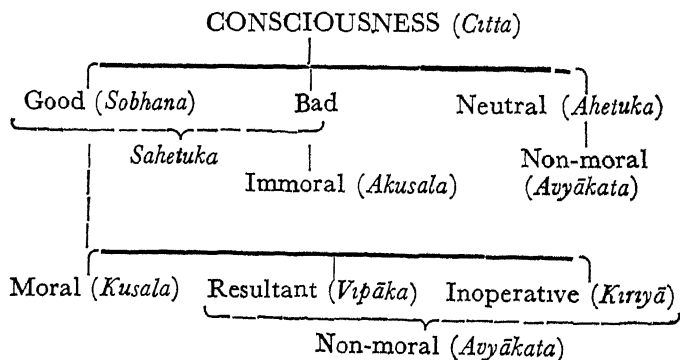 CONSCIOUSNESS (Citta)
Good (Sobhana) Bad Neutral (Ahetuka)
Sahetuka
Non-moral
Immoral (Akusala) (Avyākata)
Moral (Kusala) Resultant (Vipāka) Inoperative (Kiriyā)
Non-moral (Avyākata)